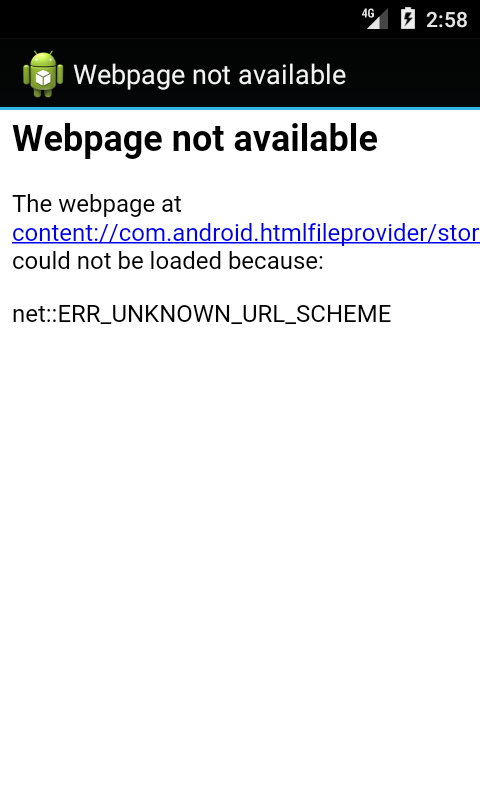 4G 2:58
Webpage not available
Webpage not available
The webpage at
content://com.android.htmlfileprovider/stor
could not be loaded because:
net::ERR_UNKNOWN_URL_SCHEME